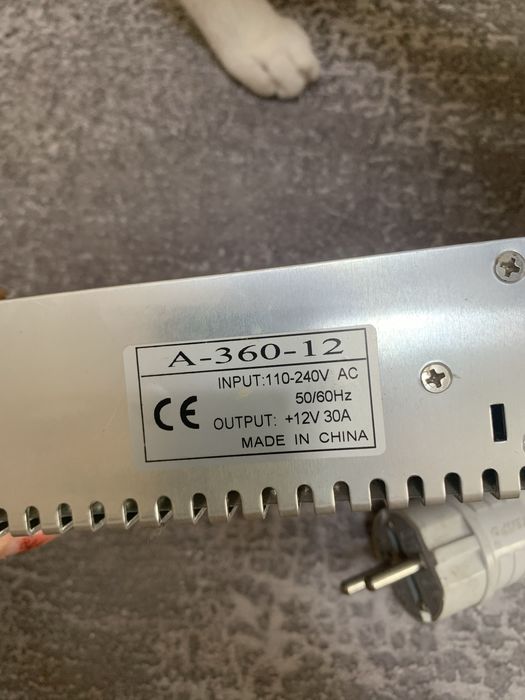 A-360-12
INPUT:110-240V AC
50/60Hz
CE
OUTPUT: +12V 30A
MADE IN CHINA